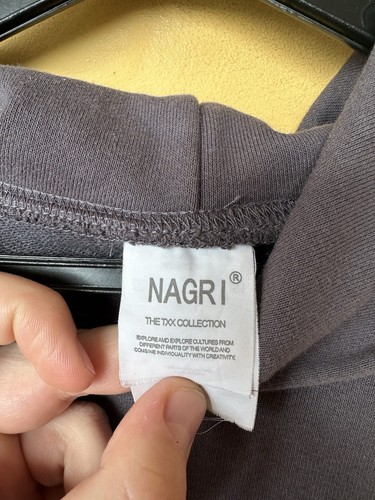 NAGRI®
THE TXX COLLECTION
EXPLORE AND EXPLORE CULTURES FROM
DIFFERENT PARTS OF THE WORLD AND
COMBINE INDIVIDUALITY WITH CREATIVITY.